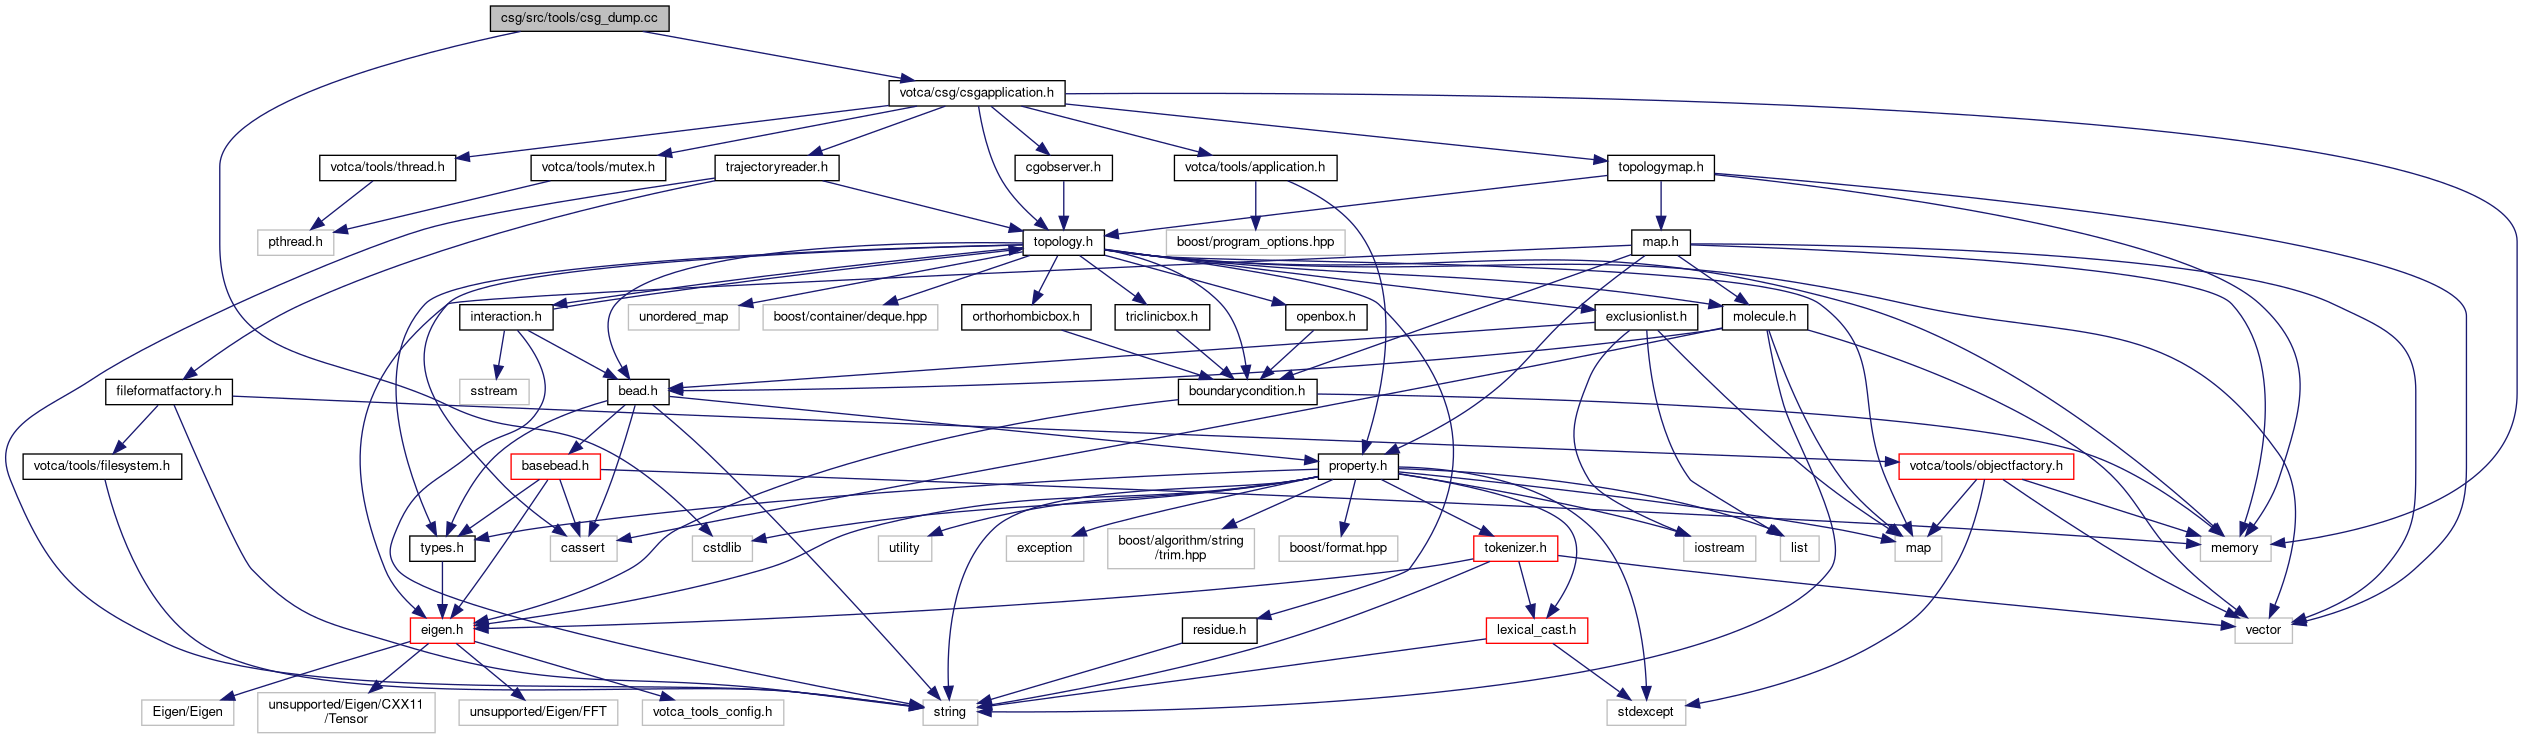 csg/src/tools/csg_dump.cc
votca/csg/csgapplication.h
votca/tools/thread.h
votca/tools/mutex.h
trajectoryreader.h
cgobserver.h
votca/tools/application.h
topologymap.h
pthread.h
topology.h
boost/program_options.hpp
map.h
interaction.h
unordered_map
boost/container/deque.hpp
orthorhombicbox.h
triclinicbox.h
openbox.h
exclusionlist.h
molecule.h
fileformatfactory.h
sstream
bead.h
boundarycondition.h
votca/tools/filesystem.h
basebead.h
property.h
votca/tools/objectfactory.h
types.h
cassert
cstdlib
utility
exception
boost/algorithm/string
/trim.hpp
boost/format.hpp
tokenizer.h
iostream
list
map
memory
eigen.h
residue.h
lexical_cast.h
vector
Eigen/Eigen
unsupported/Eigen/CXX11
/Tensor
unsupported/Eigen/FFT
votca_tools_config.h
string
stdexcept